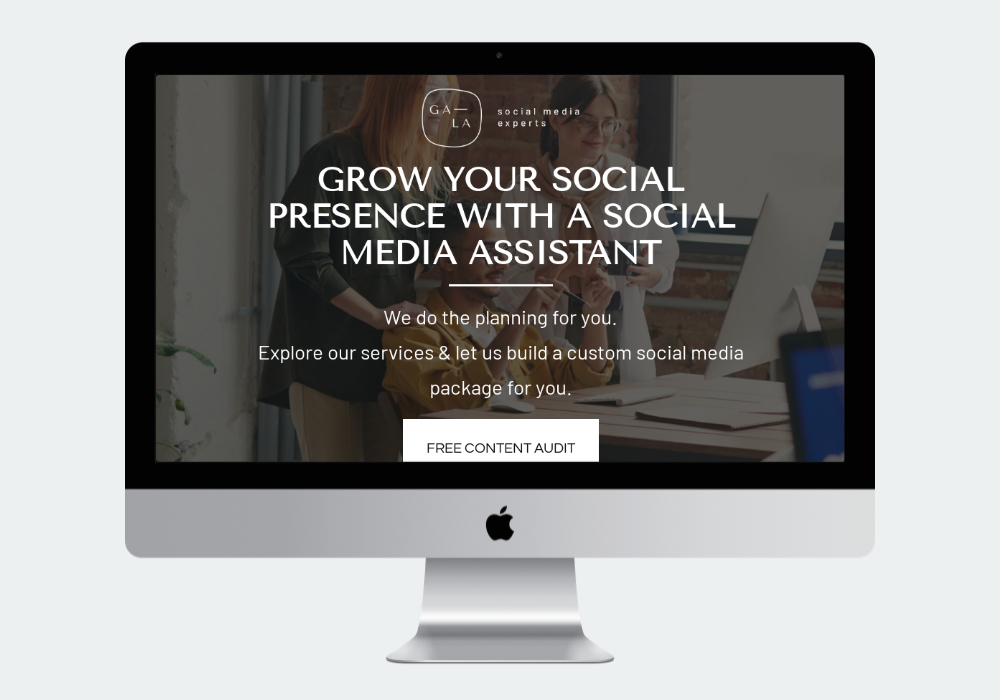 GA—
LA
social media
experts
GROW YOUR SOCIAL
PRESENCE WITH A SOCIAL
MEDIA ASSISTANT
We do the planning for you.
Explore our services & let us build a custom social media
package for you.
FREE CONTENT AUDIT